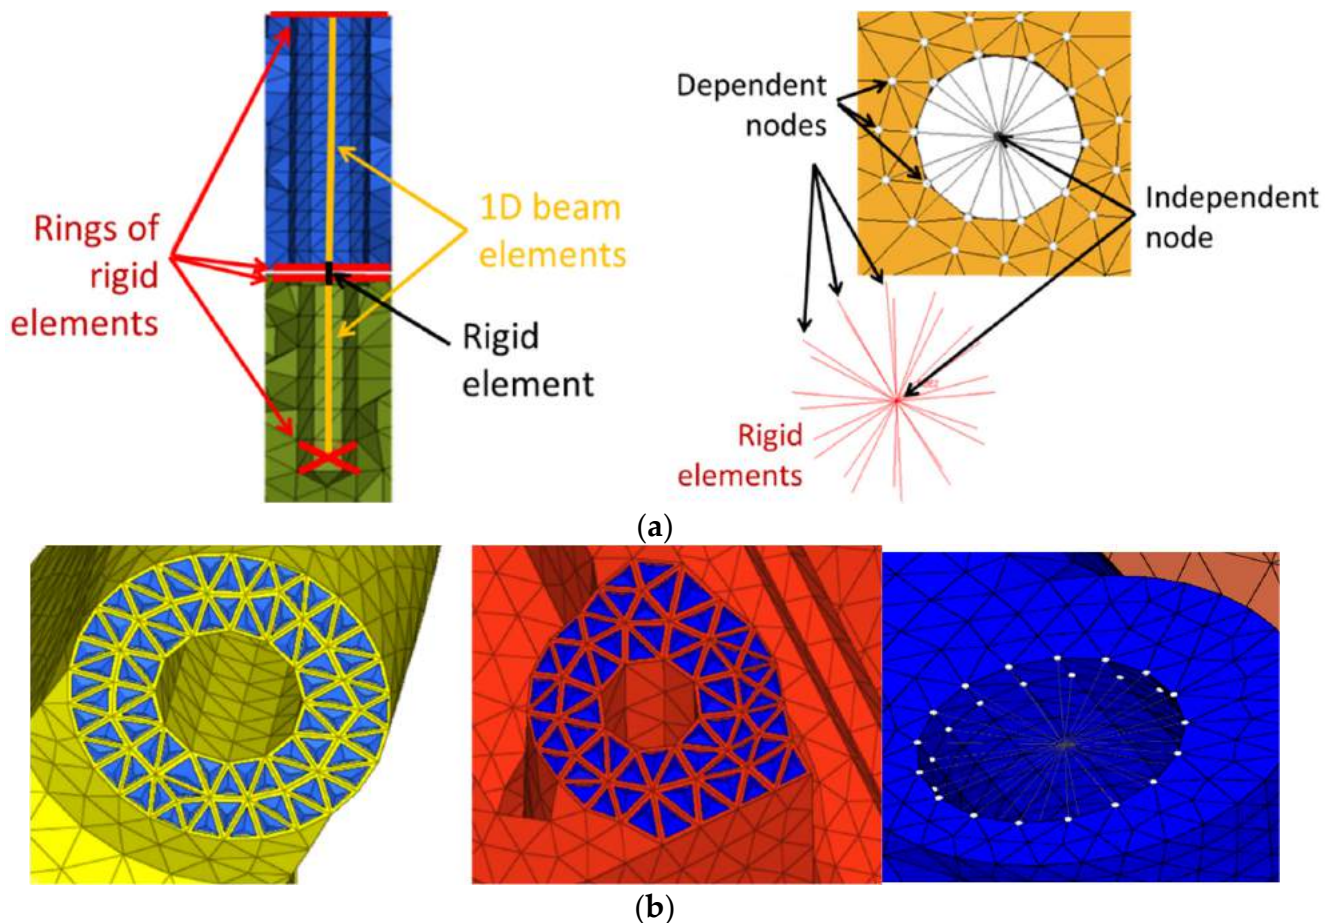 Rings of
rigid
elements
1D beam
elements
Rigid
element
Dependent
nodes
Independent
node
Rigid
elements
(a)
(b)